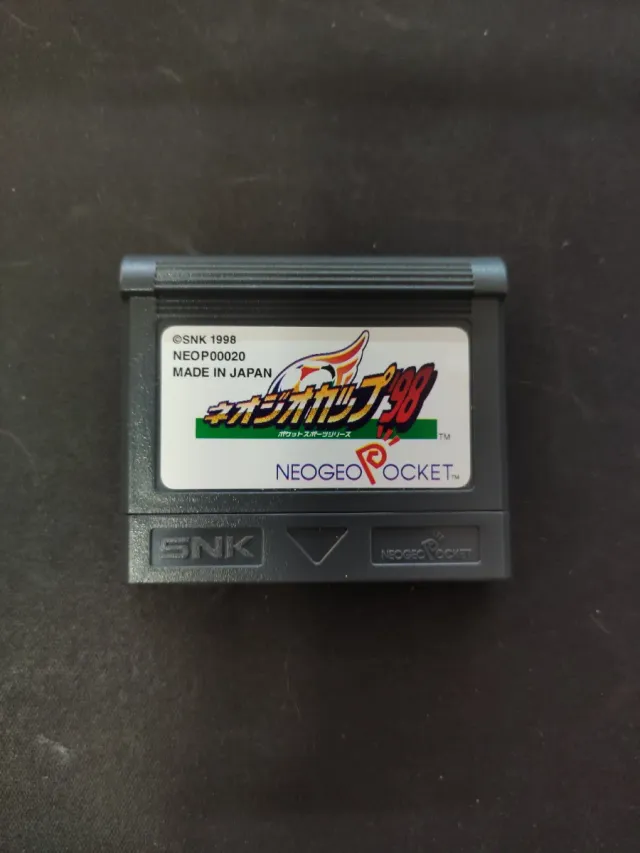 ©SNK 1998
NEOP00020
MADE IN JAPAN
ネオジオカップ'98
ポケットスポーツシリーズ
TM
NEOGEO POCKET TM
SNK
NEOGEO POCKET